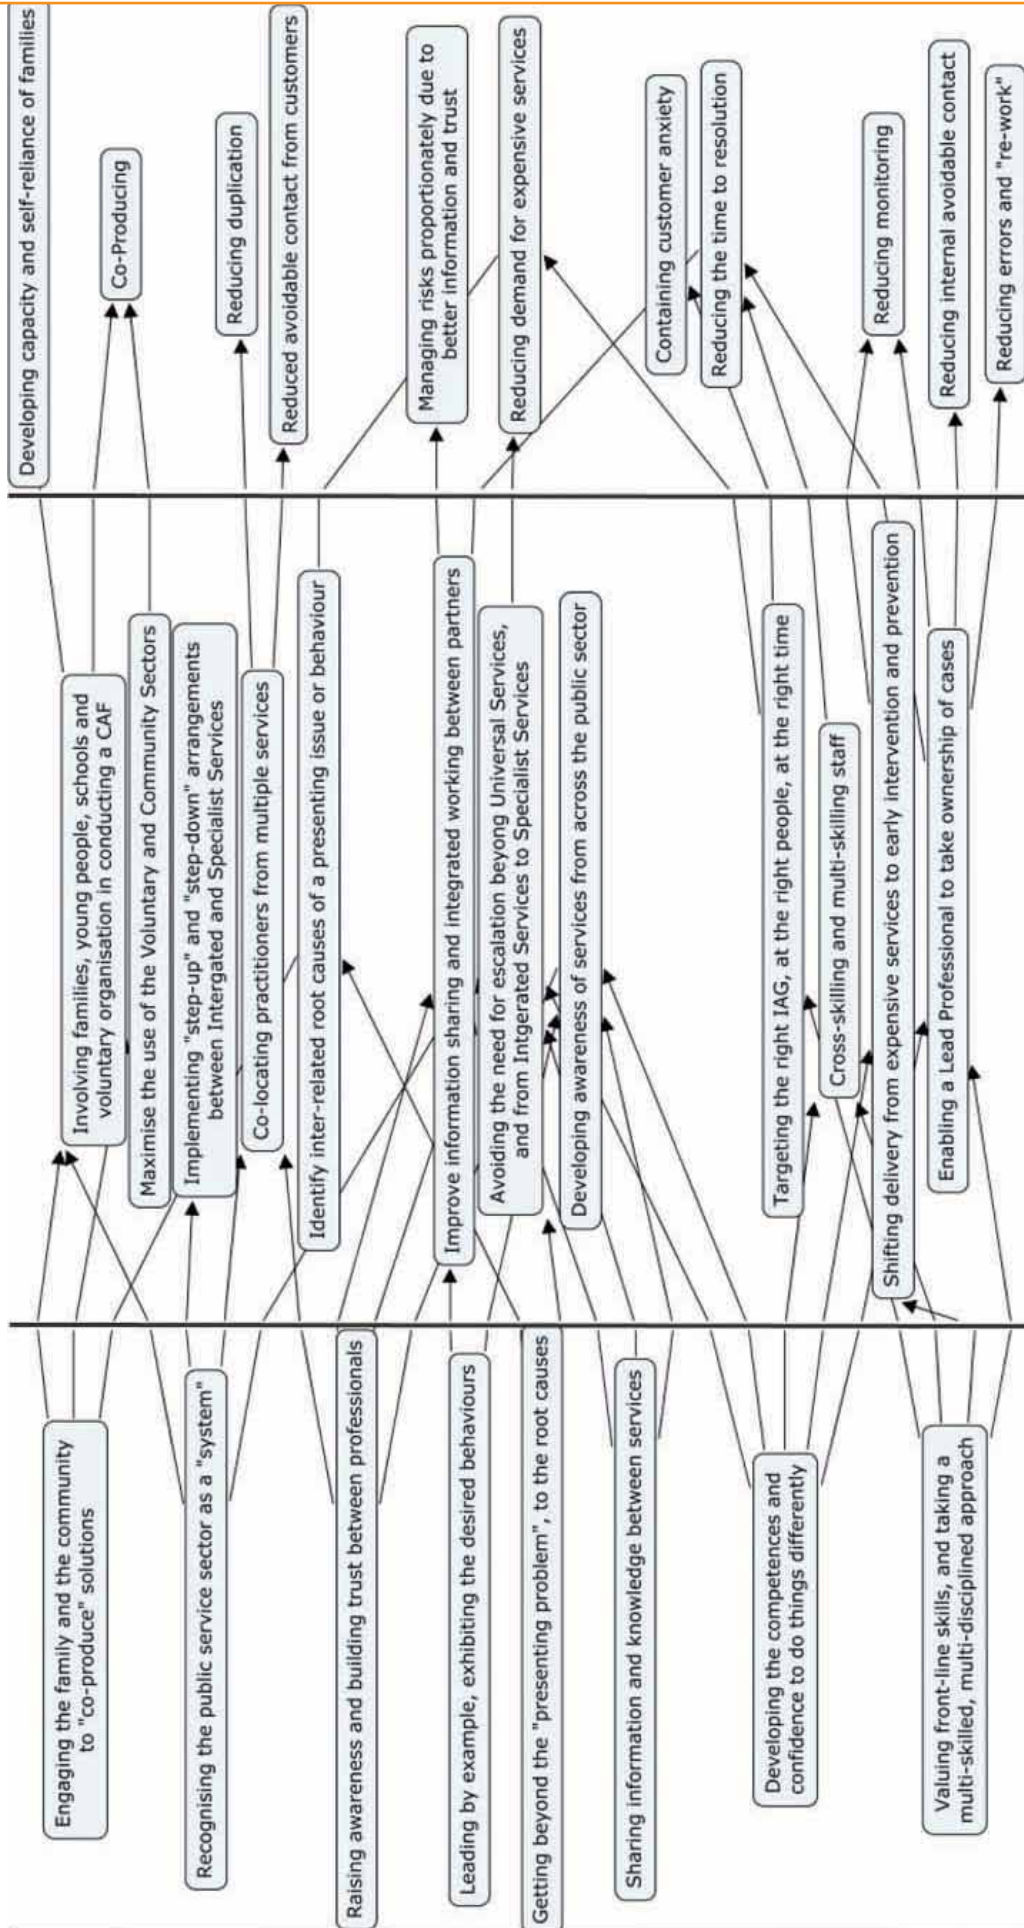 Engaging the family and the community
to "co-produce" solutions
Recognising the public service sector as a "system"
Raising awareness and building trust between professionals
Leading by example, exhibiting the desired behaviours
Getting beyond the "presenting problem", to the root causes
Sharing information and knowledge between services
Developing the competences and
confidence to do things differently
Valuing front-line skills, and taking a
multi-skilled, multi-disciplined approach
Involving families, young people, schools and
voluntary organisation in conducting a CAF
Maximise the use of the Voluntary and Community Sectors
Implementing "step-up" and "step-down" arrangements
between Intergated and Specialist Services
Co-locating practitioners from multiple services
Identify inter-related root causes of a presenting issue or behaviour
Improve information sharing and integrated working between partners
Avoiding the need for escalation beyong Universal Services,
and from Intgerated Services to Specialist Services
Developing awareness of services from across the public sector
Targeting the right IAG, at the right people, at the right time
Cross-skilling and multi-skilling staff
Shifting delivery from expensive services to early intervention and prevention
Enabling a Lead Professional to take ownership of cases
Developing capacity and self-reliance of families
Co-Producing
Reducing duplication
Reduced avoidable contact from customers
Managing risks proportionately due to
better information and trust
Reducing demand for expensive services
Containing customer anxiety
Reducing the time to resolution
Reducing monitoring
Reducing internal avoidable contact
Reducing errors and "re-work"